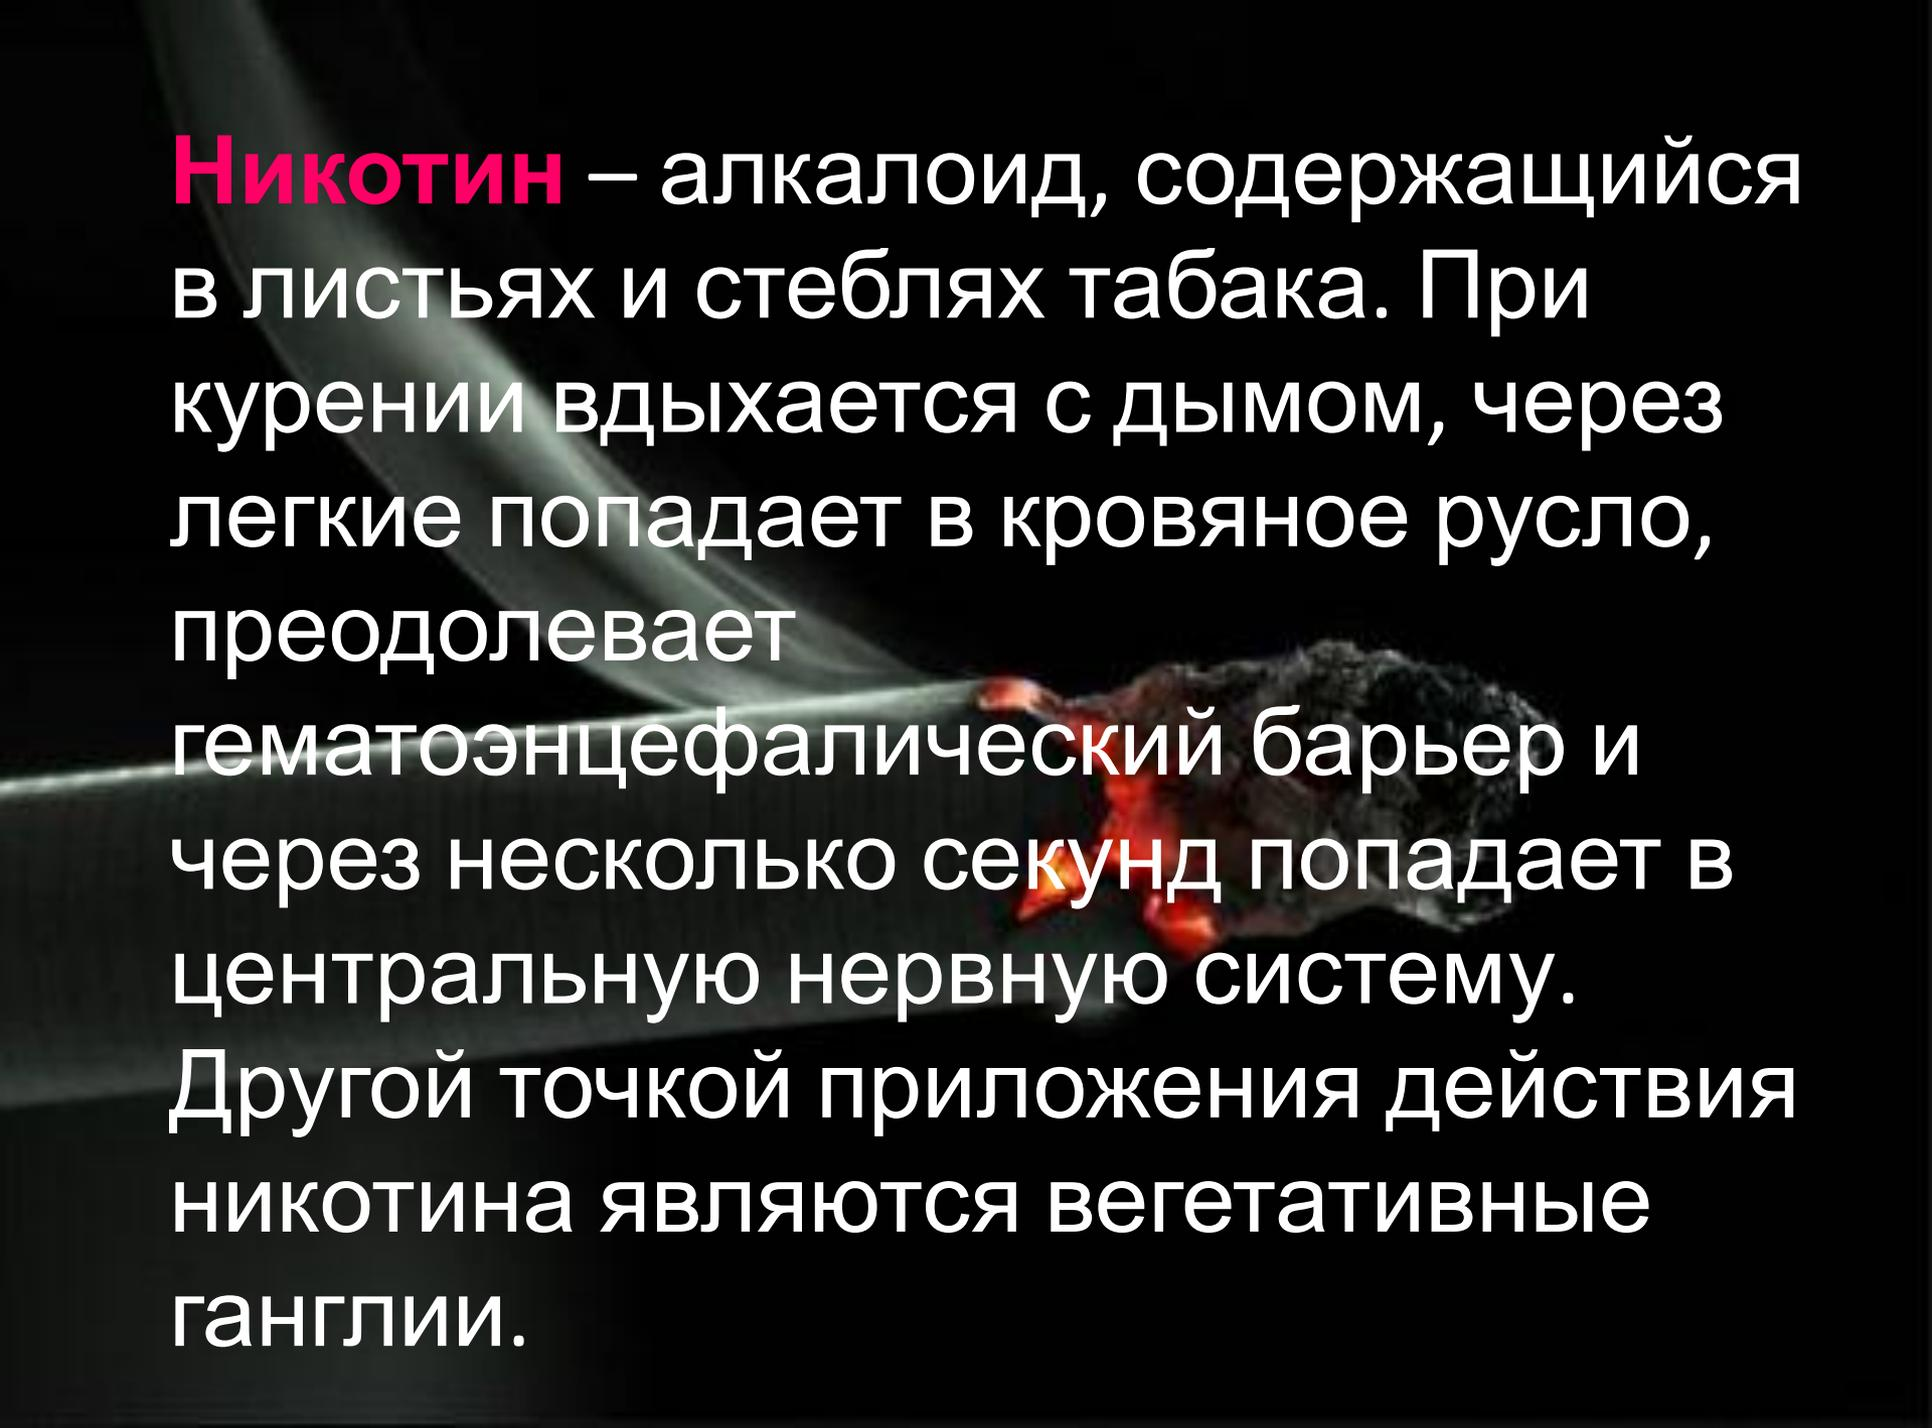 Никотин – алкалоид, содержащийся
в листьях и стеблях табака. При
курении вдыхается с дымом, через
легкие попадает в кровяное русло,
преодолевает
гематоэнцефалический барьер и
через несколько секунд попадает в
центральную нервную систему.
Другой точкой приложения действия
никотина являются вегетативные
ганглии.